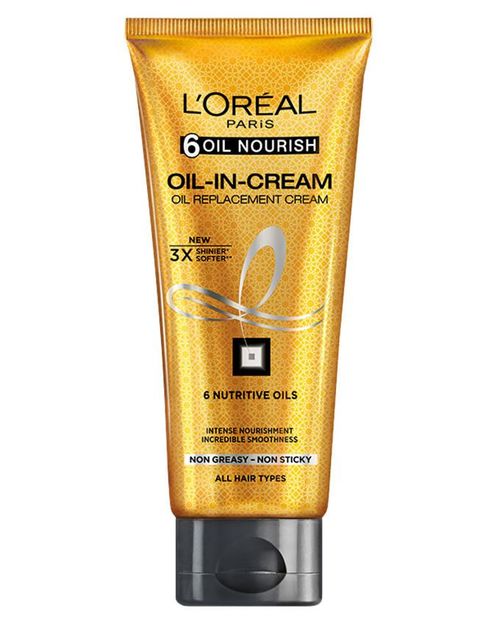 L'ORÉAL
PARIS
6 OIL NOURISH
OIL-IN-CREAM
OIL REPLACEMENT CREAM
NEW
3X SHINIER*
SOFTER**
6 NUTRITIVE OILS
INTENSE NOURISHMENT
INCREDIBLE SMOOTHNESS
NON GREASY – NON STICKY
ALL HAIR TYPES